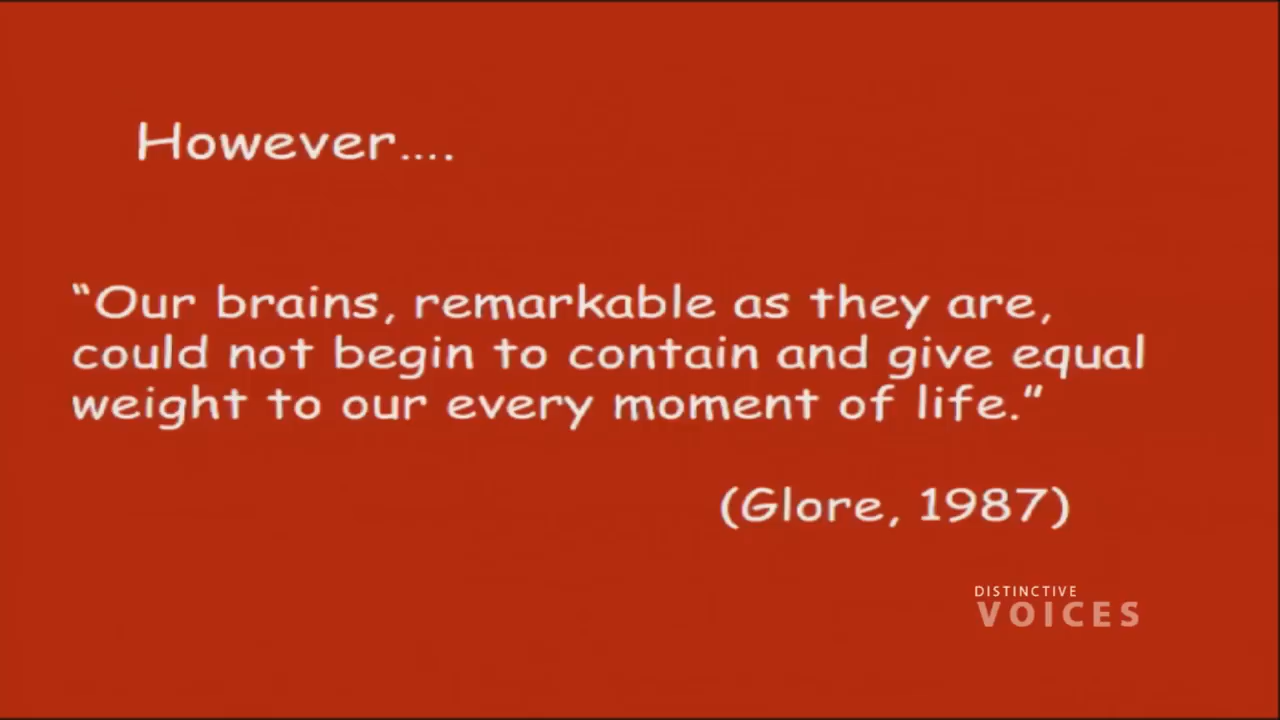 However....
“Our brains, remarkable as they are,
could not begin to contain and give equal
weight to our every moment of life.”
(Glore, 1987)
DISTINCTIVE
VOICES